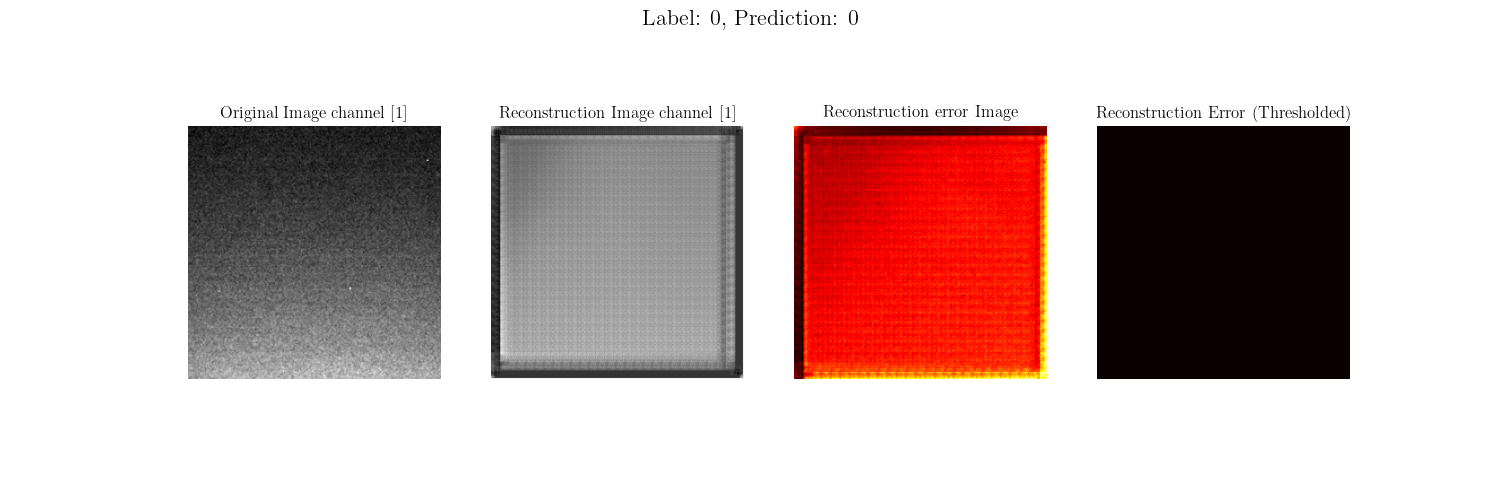 Label: 0, Prediction: 0
Original Image channel [1]
Reconstruction Image channel [1]
Reconstruction error Image
Reconstruction Error (Thresholded)